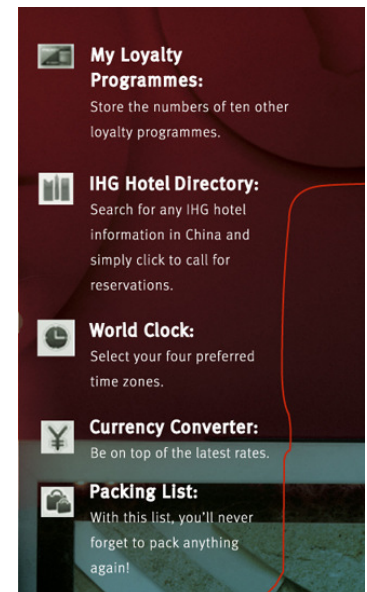 My Loyalty
Programmes:
Store the numbers of ten other
loyalty programmes.
IHG Hotel Directory:
Search for any IHG hotel
information in China and
simply click to call for
reservations.
World Clock:
Select your four preferred
time zones.
¥
Currency Converter:
Be on top of the latest rates.
Packing List:
With this list, you'll never
forget to pack anything
again!